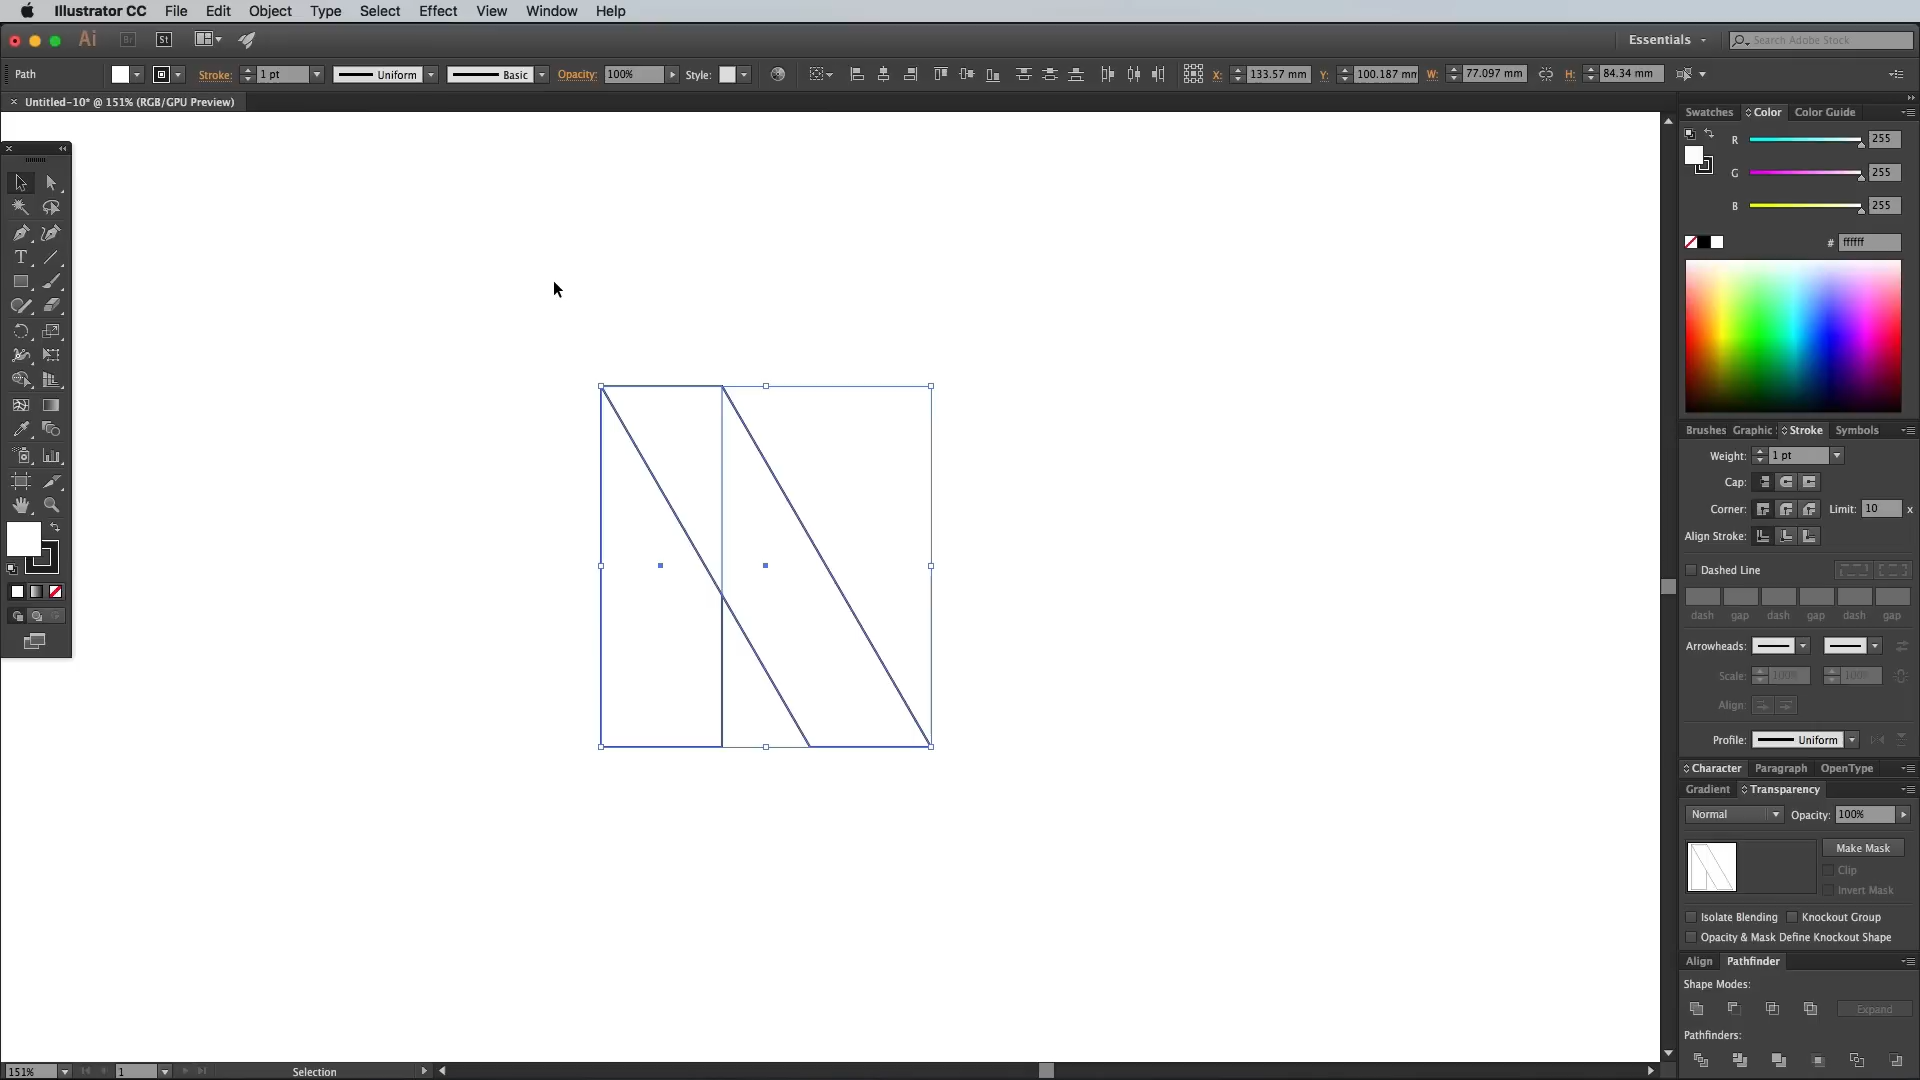 Illustrator CC File Edit Object Type Select Effect View Window Help
Ai Br St Essentials Search Adobe Stock
Path Stroke: 1 pt Uniform Basic Opacity: 100% Style: X: 133.57 mm Y: 100.187 mm W: 77.097 mm H: 84.34 mm
Untitled-10* @ 151% (RGB/GPU Preview)
Swatches Color Color Guide
R 255
G 255
B 255
# ffffff
T
Brushes Graphic Stroke Symbols
Weight: 1 pt
Cap:
Corner: Limit: 10 x
Align Stroke:
Dashed Line
dash gap dash gap dash gap
Arrowheads:
Scale: 100% 100%
Align:
Profile: Uniform
Character Paragraph OpenType
Gradient Transparency
Normal Opacity: 100%
Make Mask
Clip
Invert Mask
Isolate Blending Knockout Group
Opacity & Mask Define Knockout Shape
Align Pathfinder
Shape Modes:
Expand
Pathfinders:
151% 1 Selection